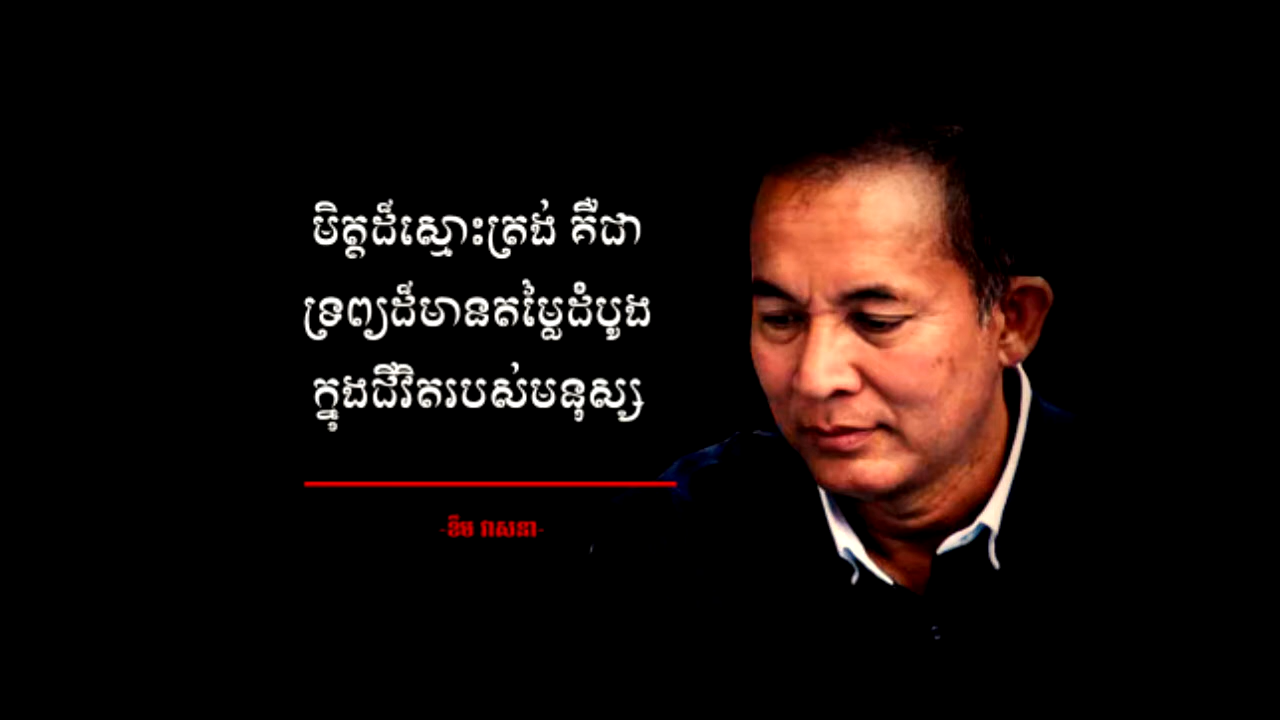 មិត្តដ៏ស្មោះត្រង់ គឺជា
ទ្រព្យដ៏មានតម្លៃដំបូង
ក្នុងជីវិតរបស់មនុស្ស
-ខឹម វាសនា-